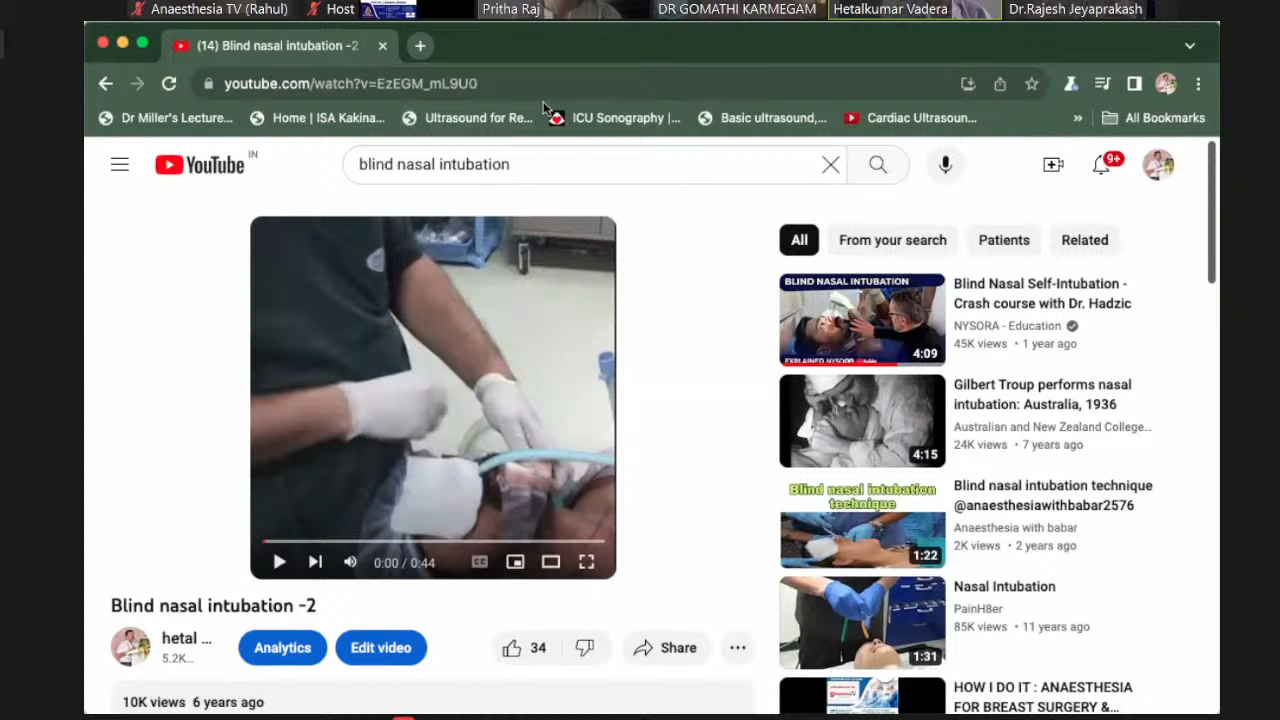 Anaesthesia TV (Rahul)
Host
Pritha Raj
DR GOMATHI KARMEGAM
Hetalkumar Vadera
Dr.Rajesh Jena
(14) Blind nasal intubation -2
youtube.com/watch?v=EzEGM_mL9U0
Dr Miller's Lecture...
Home | ISA Kakina...
Ultrasound for Re...
ICU Sonography |...
Basic ultrasound,...
Cardiac Ultrasoun...
All Bookmarks
YouTube IN
blind nasal intubation
9+
All
From your search
Patients
Related
BLIND NASAL INTUBATION
EXPLAINED NYSORA
4:09
Blind Nasal Self-Intubation -
Crash course with Dr. Hadzic
NYSORA - Education
45K views • 1 year ago
4:15
Gilbert Troup performs nasal
intubation: Australia, 1936
Australian and New Zealand College...
24K views • 7 years ago
Blind nasal intubation
technique
1:22
Blind nasal intubation technique
@anaesthesiawithbabar2576
Anaesthesia with babar
2K views • 2 years ago
1:31
Nasal Intubation
PainH8er
85K views • 11 years ago
HOW I DO IT : ANAESTHESIA
FOR BREAST SURGERY &...
0:00 / 0:44
CC
Blind nasal intubation -2
hetal ...
5.2K...
Analytics
Edit video
34
Share
10K views 6 years ago